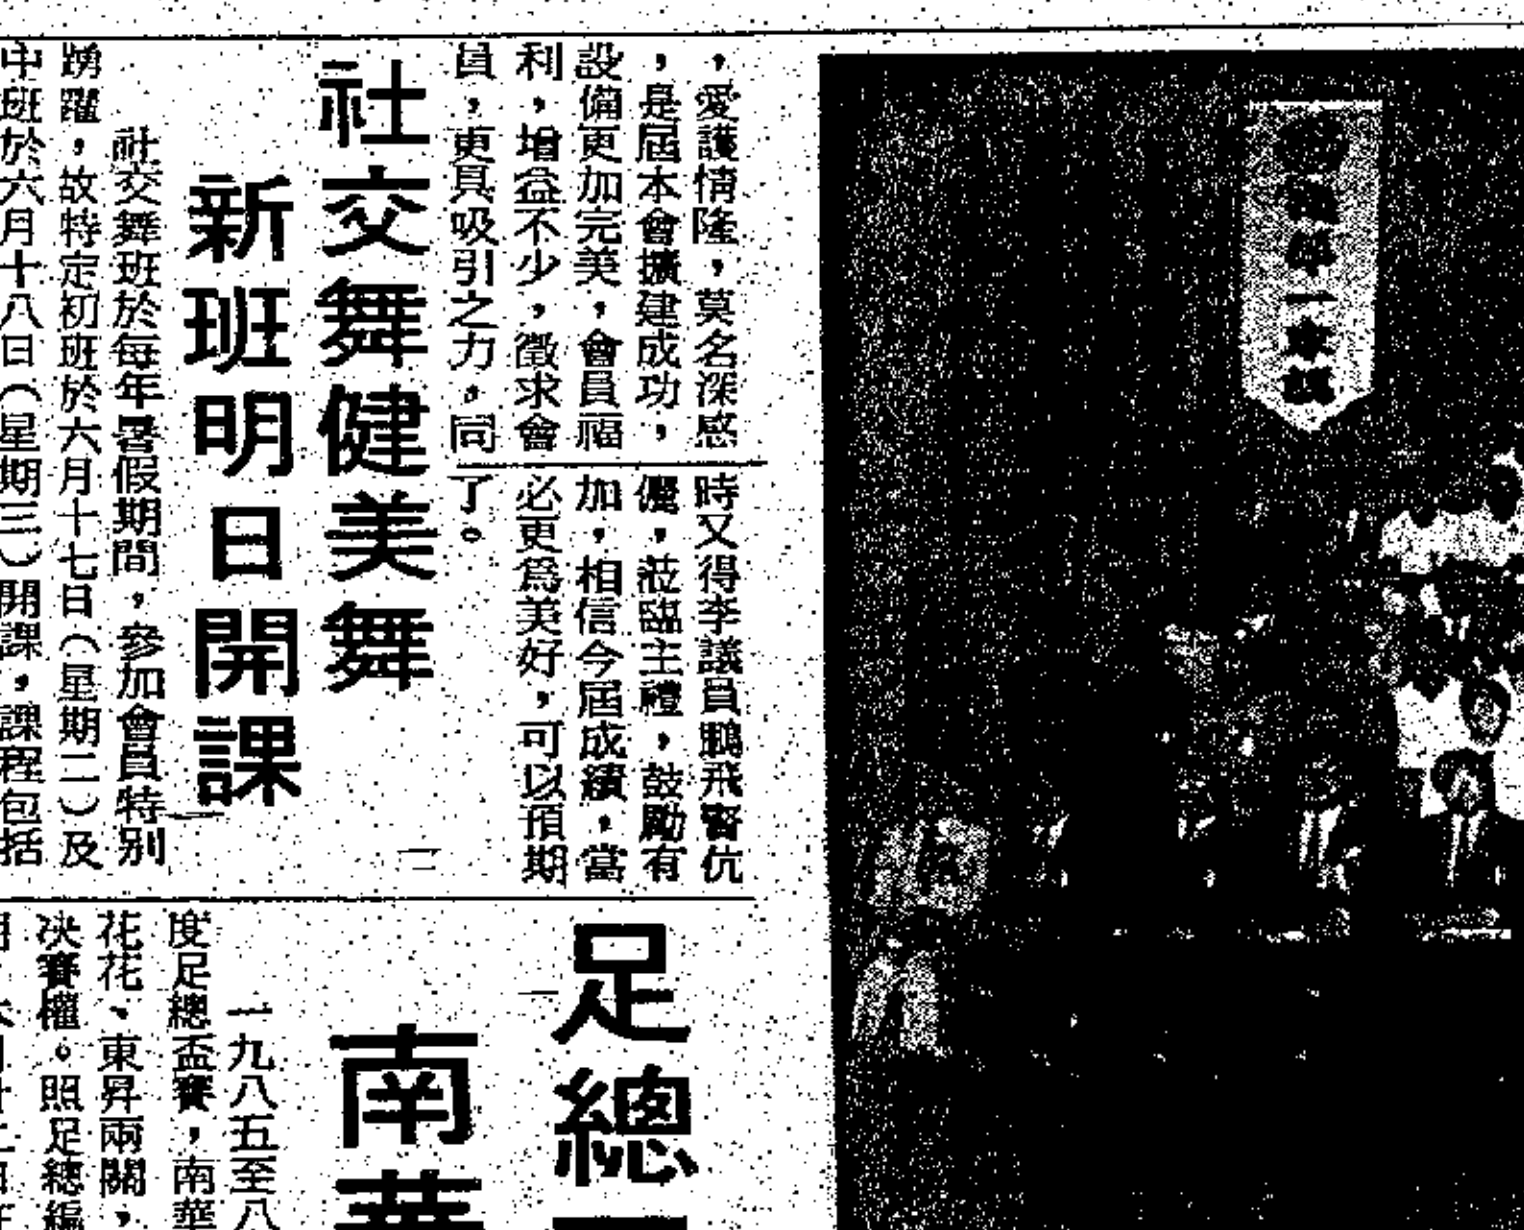 ，愛護情隆，莫名深感
，是屆本會擴建成功，
設備更加完美，會員福
利，增益不少，徵求會
員，更具吸引之力，同
時又得李議員鵬飛暨伉
儷，蒞臨主禮，鼓勵有
加，相信今屆成績，當
必更爲美好，可以預期
了。
社交舞健美舞
新班明日開課
社交舞班於每年暑假期間，參加會員特別
踴躍，故特定初班於六月十七日（星期二）及
中班於六月十八日（星期三）開課，課程包括
足總
南華
一九八五至八
度足總盃賽，南華
花花、東昇兩關，
決賽權。照足總編